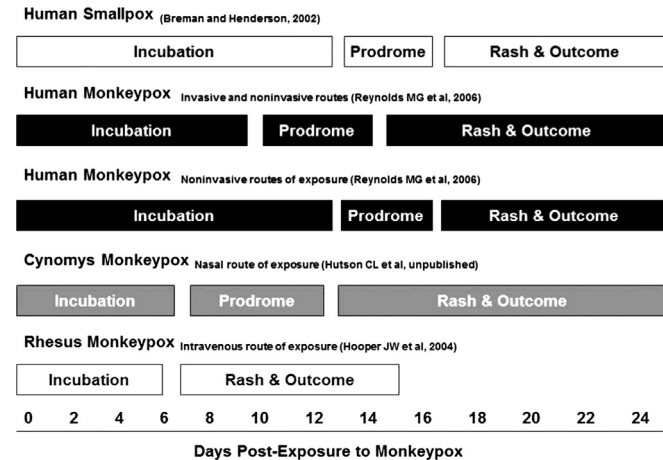 Human Smallpox (Breman and Henderson, 2002)
Incubation Prodrome Rash & Outcome
Human Monkeypox Invasive and noninvasive routes (Reynolds MG et al, 2006)
Incubation Prodrome Rash & Outcome
Human Monkeypox Noninvasive routes of exposure (Reynolds MG et al, 2006)
Incubation Prodrome Rash & Outcome
Cynomys Monkeypox Nasal route of exposure (Hutson CL et al, unpublished)
Incubation Prodrome Rash & Outcome
Rhesus Monkeypox Intravenous route of exposure (Hooper JW et al, 2004)
Incubation Rash & Outcome
0 2 4 6 8 10 12 14 16 18 20 22 24
Days Post-Exposure to Monkeypox